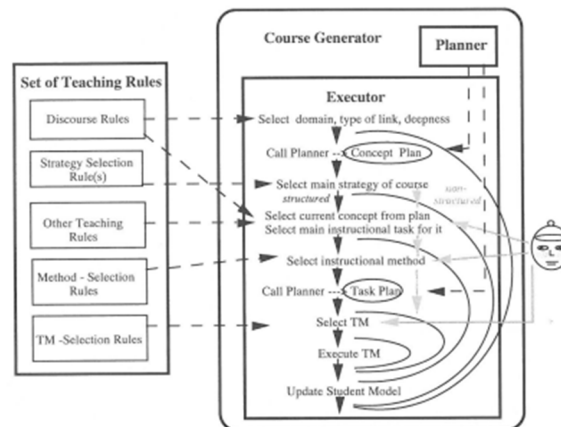 Course Generator
Planner
Set of Teaching Rules
Discourse Rules
Strategy Selection
Rule(s)
Other Teaching
Rules
Method - Selection
Rules
TM -Selection Rules
Executor
Select domain, type of link, deepness
Call Planner
Concept Plan
Select main strategy of course
structured
non-
structured
Select current concept from plan
Select main instructional task for it
Select instructional method
Call Planner
Task Plan
Select TM
Execute TM
Update Student Model